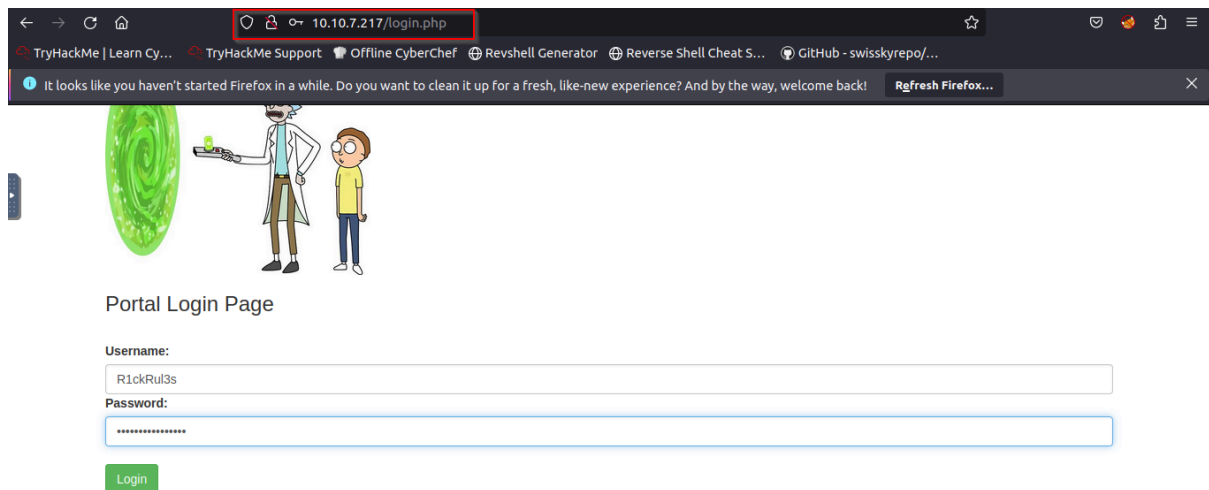 10.10.7.217/login.php
TryHackMe | Learn Cy... TryHackMe Support Offline CyberChef Revshell Generator Reverse Shell Cheat S... GitHub - swisskyrepo/...
It looks like you haven't started Firefox in a while. Do you want to clean it up for a fresh, like-new experience? And by the way, welcome back! Refresh Firefox...
Portal Login Page
Username:
R1ckRul3s
Password:
••••••••••••••••
Login